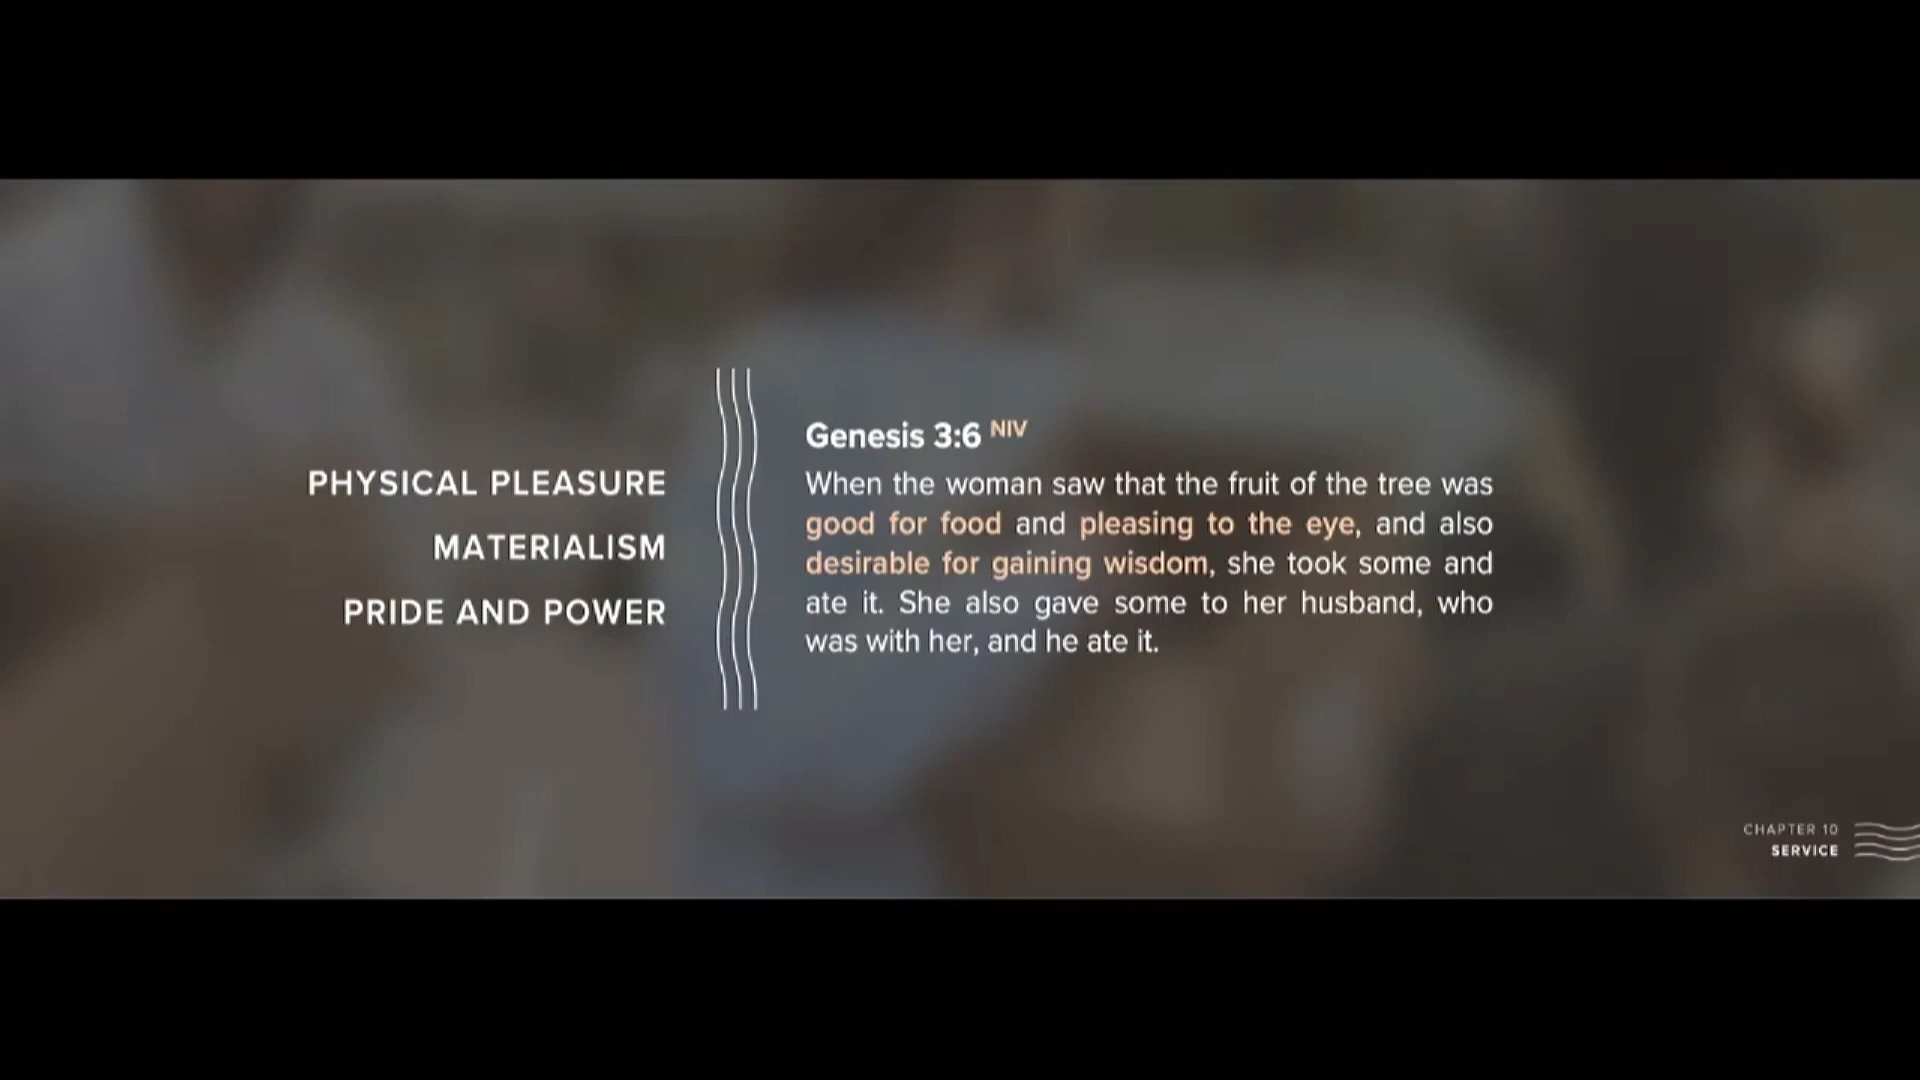 PHYSICAL PLEASURE
MATERIALISM
PRIDE AND POWER
Genesis 3:6 NIV
When the woman saw that the fruit of the tree was
good for food and pleasing to the eye, and also
desirable for gaining wisdom, she took some and
ate it. She also gave some to her husband, who
was with her, and he ate it.
CHAPTER 10
SERVICE